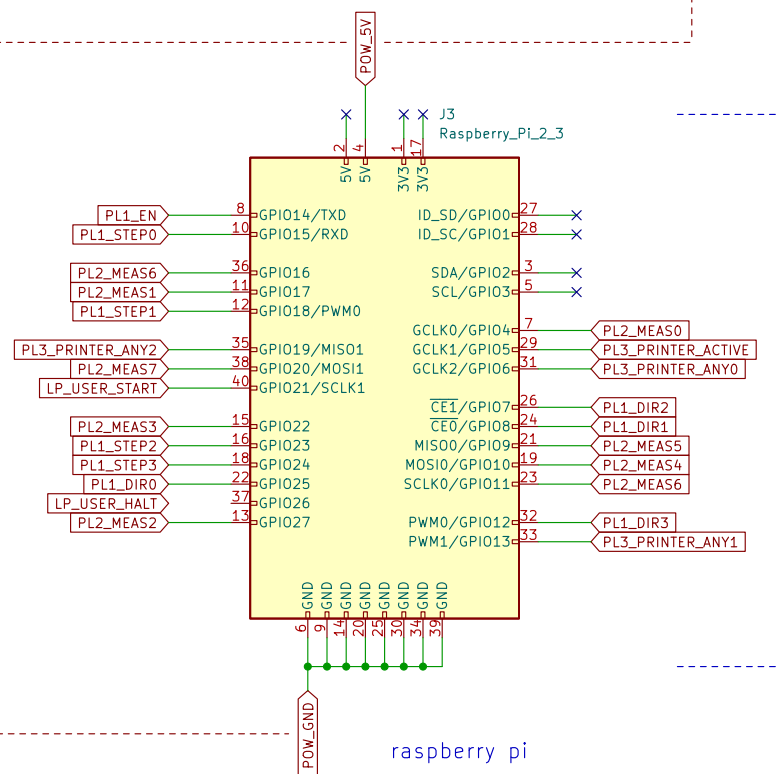 POW_5V
J3
Raspberry_Pi_2_3
2 4 1 17
5V 5V 3V3 3V3
PL1_EN 8 GPIO14/TXD ID_SD/GPIO0 27
PL1_STEP0 10 GPIO15/RXD ID_SC/GPIO1 28
PL2_MEAS6 36 GPIO16 SDA/GPIO2 3
PL2_MEAS1 11 GPIO17 SCL/GPIO3 5
PL1_STEP1 12 GPIO18/PWM0
GCLK0/GPIO4 7 PL2_MEAS0
PL3_PRINTER_ANY2 35 GPIO19/MISO1 GCLK1/GPIO5 29 PL3_PRINTER_ACTIVE
PL2_MEAS7 38 GPIO20/MOSI1 GCLK2/GPIO6 31 PL3_PRINTER_ANY0
LP_USER_START 40 GPIO21/SCLK1
CE1/GPIO7 26 PL1_DIR2
PL2_MEAS3 15 GPIO22 CE0/GPIO8 24 PL1_DIR1
PL1_STEP2 16 GPIO23 MISO0/GPIO9 21 PL2_MEAS5
PL1_STEP3 18 GPIO24 MOSI0/GPIO10 19 PL2_MEAS4
PL1_DIR0 22 GPIO25 SCLK0/GPIO11 23 PL2_MEAS6
LP_USER_HALT 37 GPIO26
PL2_MEAS2 13 GPIO27 PWM0/GPIO12 32 PL1_DIR3
PWM1/GPIO13 33 PL3_PRINTER_ANY1
GND GND GND GND GND GND GND GND
6 9 14 20 25 30 34 39
POW_GND
raspberry pi